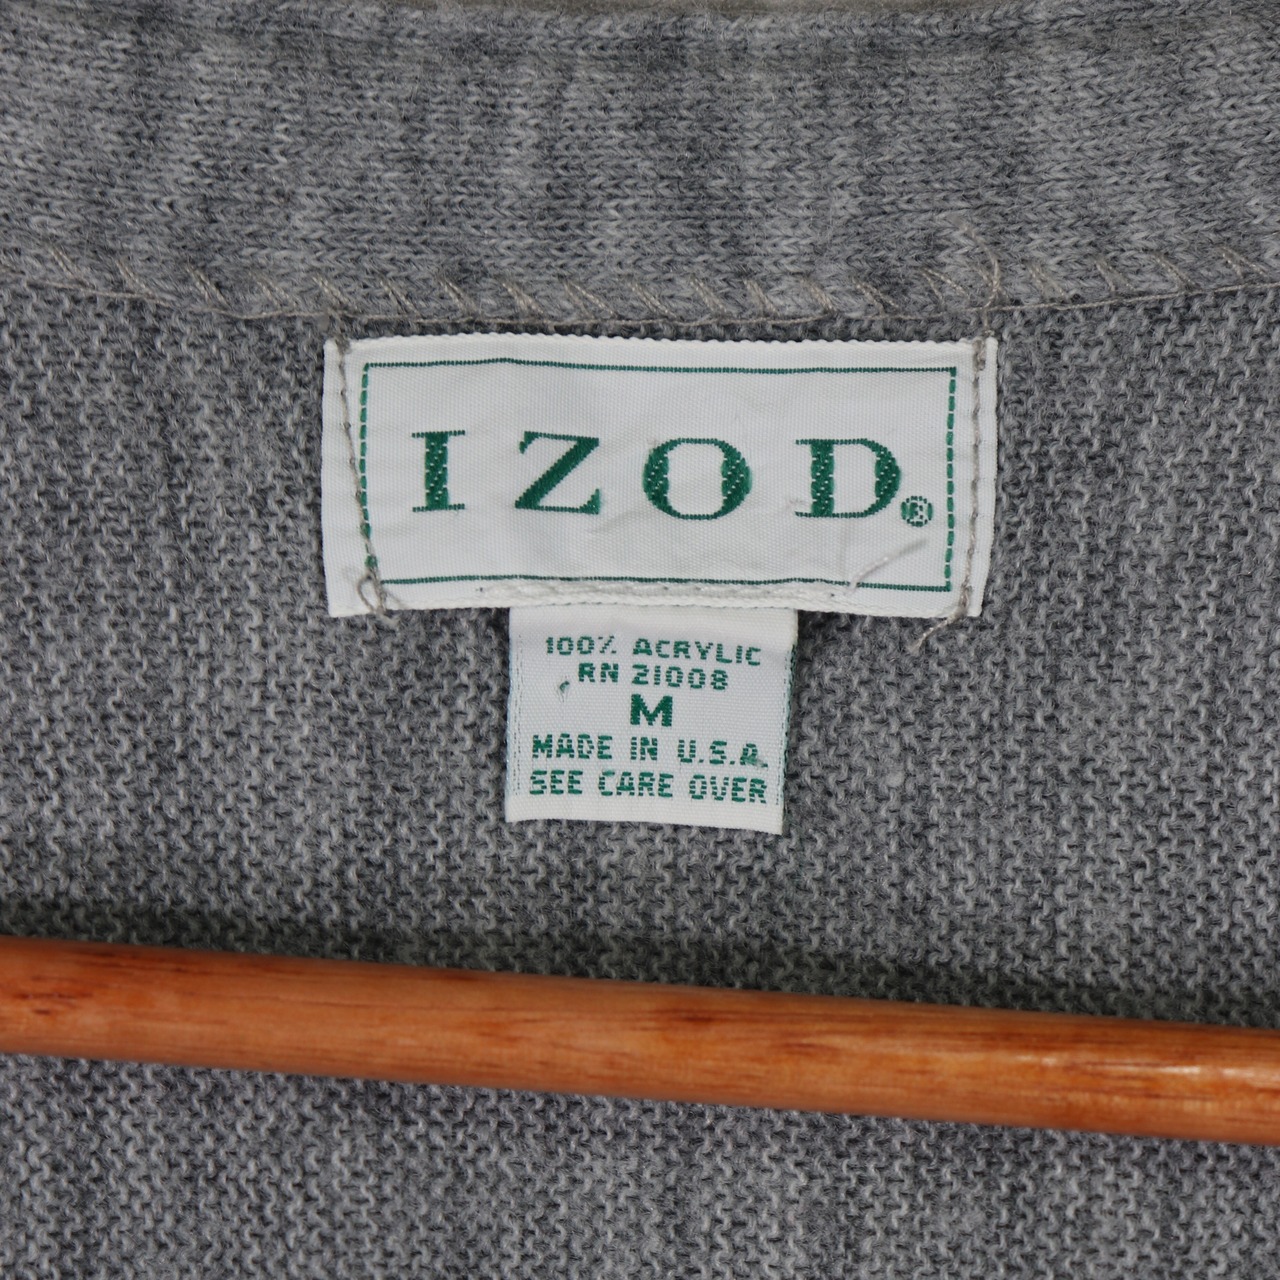 IZOD®
100% ACRYLIC
RN 21008
M
MADE IN U.S.A.
SEE CARE OVER